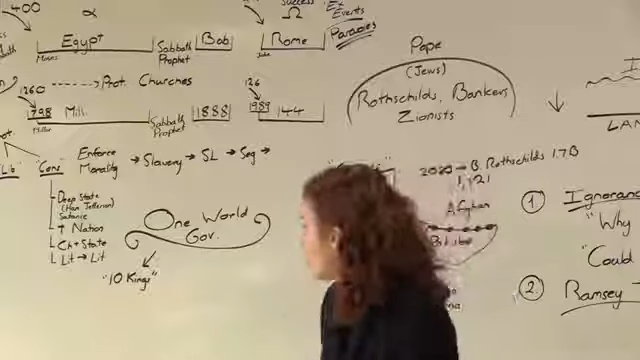 400
α
Success
Ω
"Ex
Events
Parables
Egypt
Sabbath
Prophet
Bob
Rome
Moses
1260
Prot. Churches
126
1798
Mill.
Sabbath
Prophet
1888
1989
144
Miller
Pope
(Jews)
Rothschilds, Bankers
Zionists
LAN
"Lib"
"Cons"
Enforce
Morality
→ Slavery → SL → Seg →
Deep State
Satanic
↑ Nation
Ch + State
Lit → Lit
One World
Gov.
"10 Kings"
2020 → B. Rothschilds 1.7B
Afghan
1 Ignoranc
"Why
"Could
2. Ramsey →